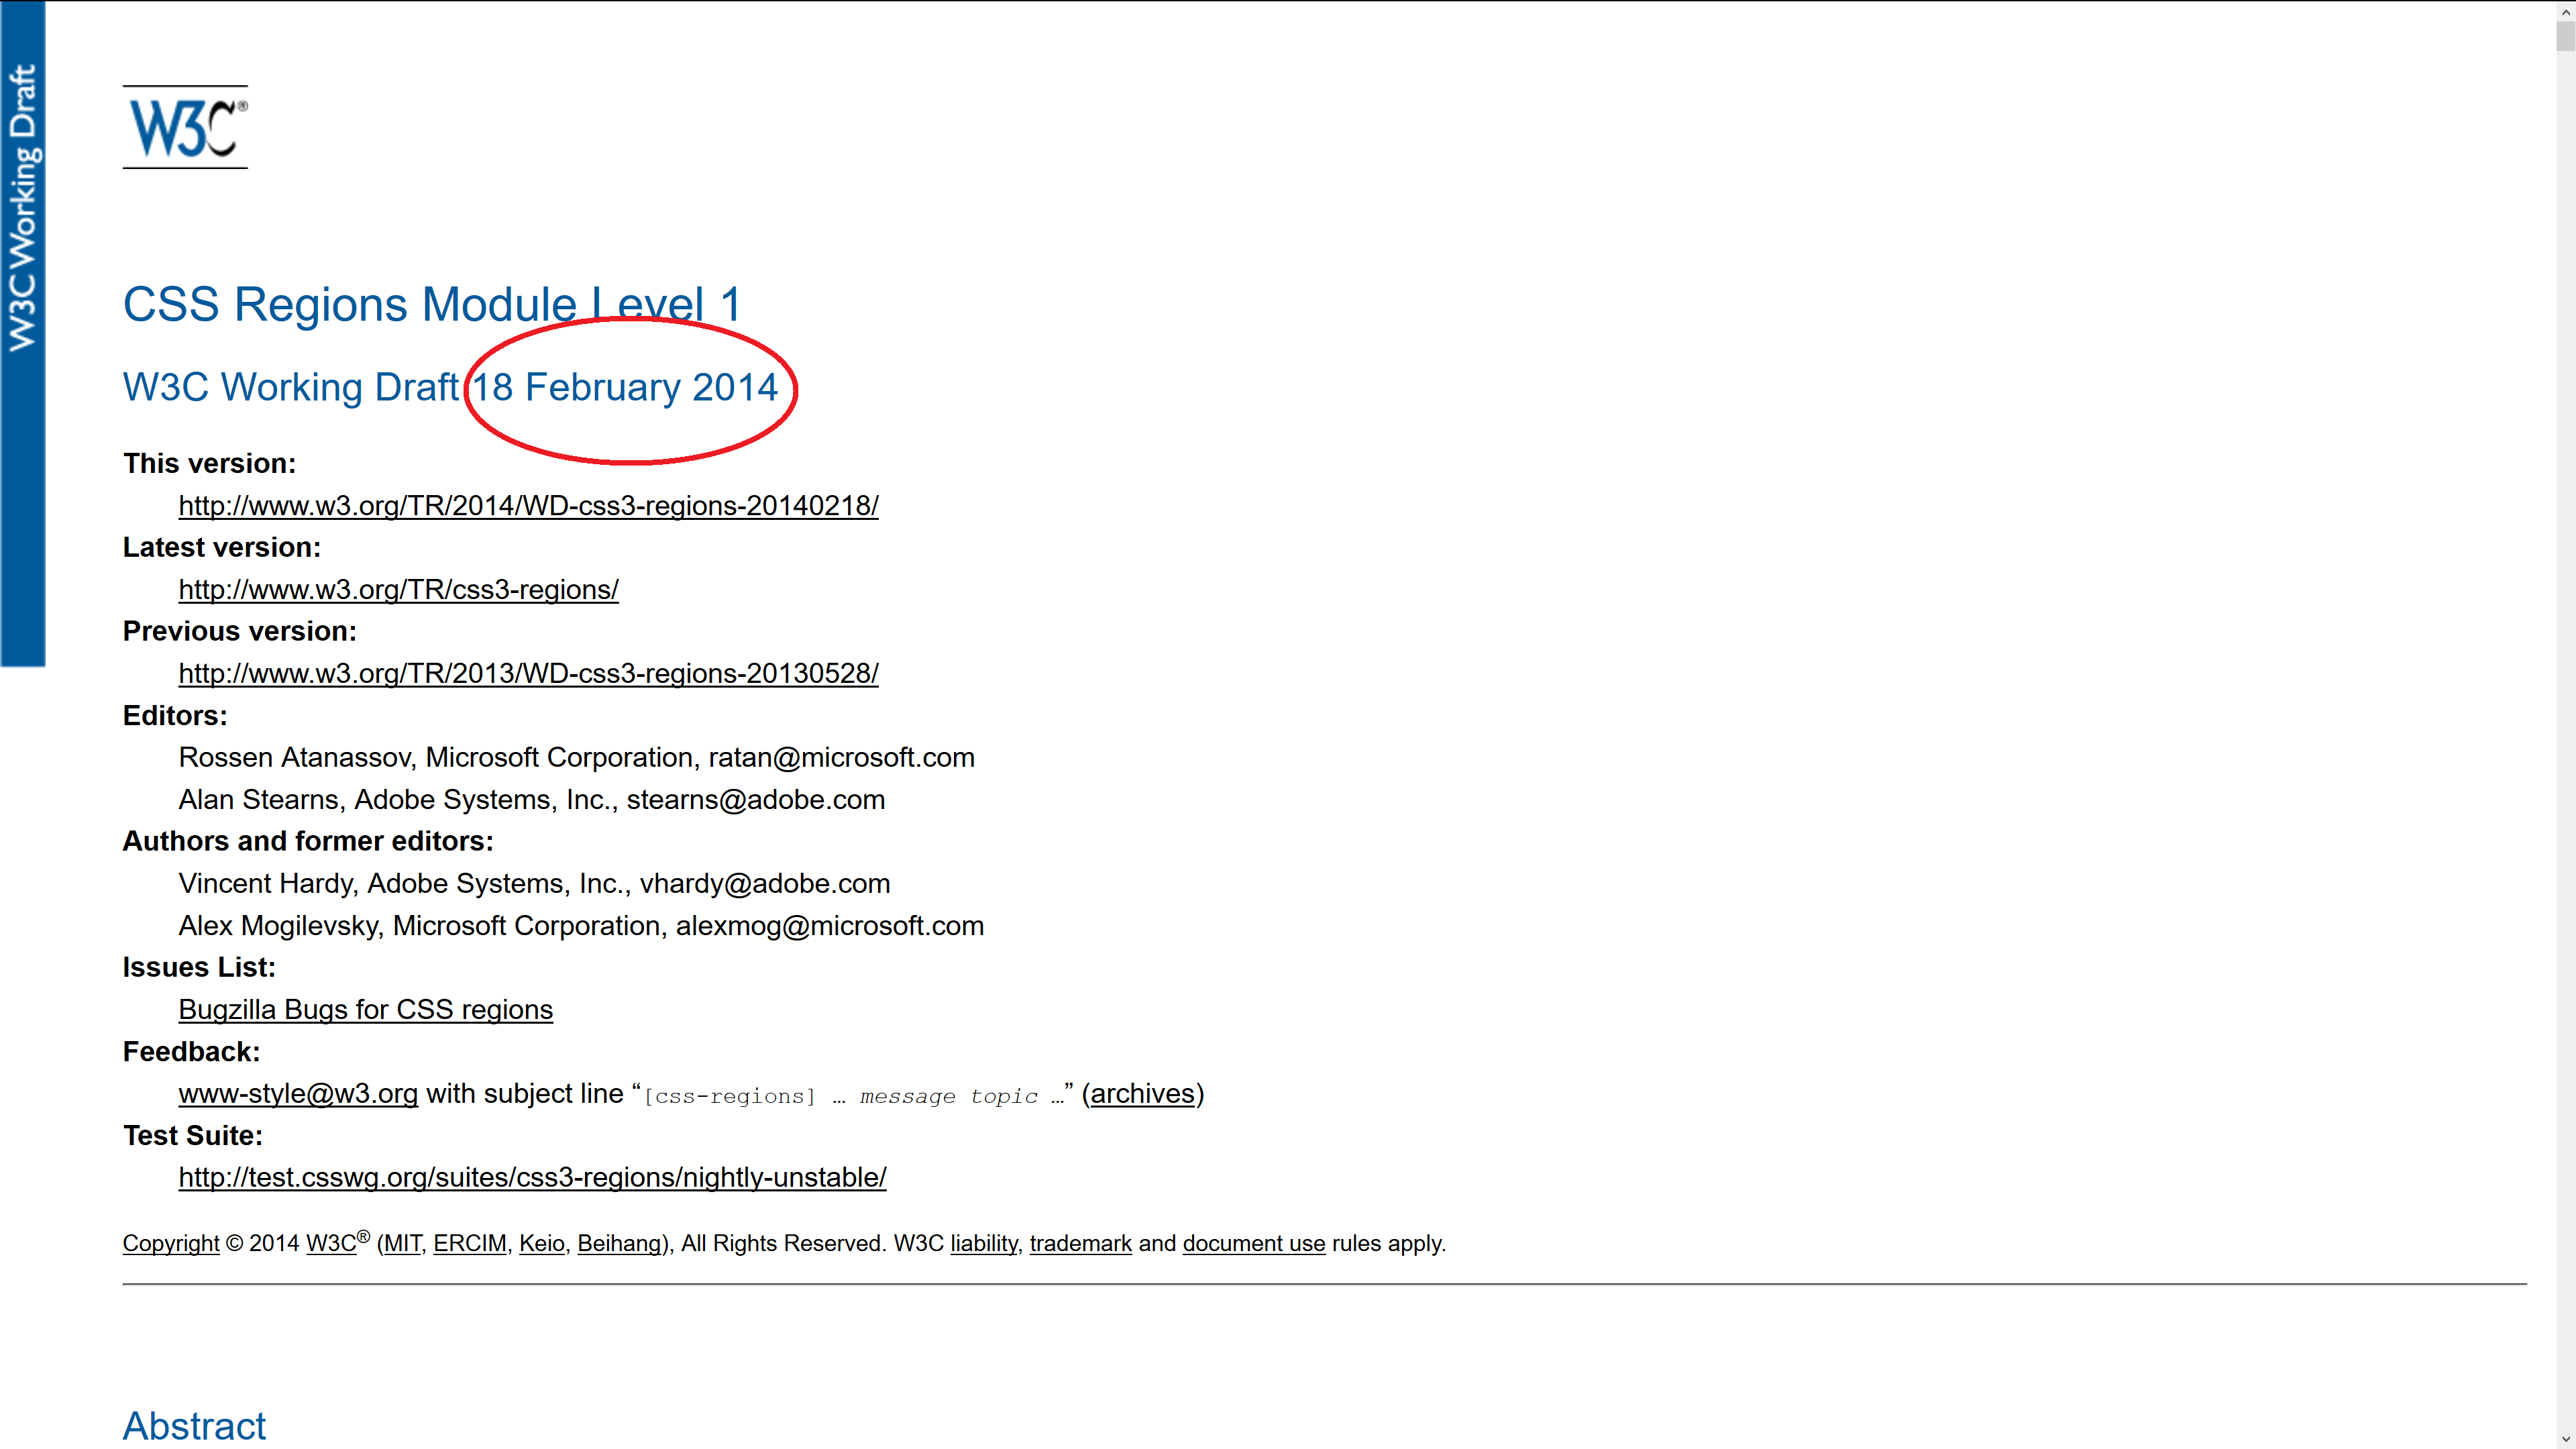 W3C Working Draft
W3C®
CSS Regions Module Level 1
W3C Working Draft 18 February 2014
This version:
http://www.w3.org/TR/2014/WD-css3-regions-20140218/
Latest version:
http://www.w3.org/TR/css3-regions/
Previous version:
http://www.w3.org/TR/2013/WD-css3-regions-20130528/
Editors:
Rossen Atanassov, Microsoft Corporation, ratan@microsoft.com
Alan Stearns, Adobe Systems, Inc., stearns@adobe.com
Authors and former editors:
Vincent Hardy, Adobe Systems, Inc., vhardy@adobe.com
Alex Mogilevsky, Microsoft Corporation, alexmog@microsoft.com
Issues List:
Bugzilla Bugs for CSS regions
Feedback:
www-style@w3.org with subject line “[css-regions] … message topic …” (archives)
Test Suite:
http://test.csswg.org/suites/css3-regions/nightly-unstable/
Copyright © 2014 W3C® (MIT, ERCIM, Keio, Beihang), All Rights Reserved. W3C liability, trademark and document use rules apply.
Abstract